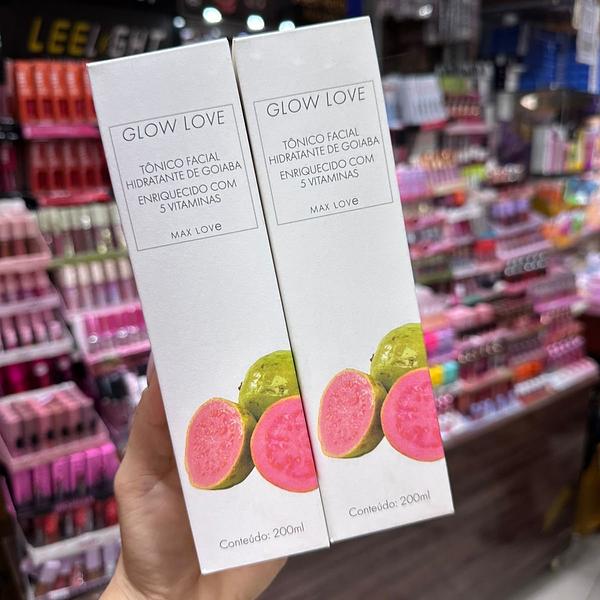 LEELIGHT
GLOW LOVE
TÔNICO FACIAL
HIDRATANTE DE GOIABA
ENRIQUECIDO COM
5 VITAMINAS
MAX LOVe
Conteúdo: 200ml
GLOW LOVE
TÔNICO FACIAL
HIDRATANTE DE GOIABA
ENRIQUECIDO COM
5 VITAMINAS
MAX LOVe
Conteúdo: 200ml